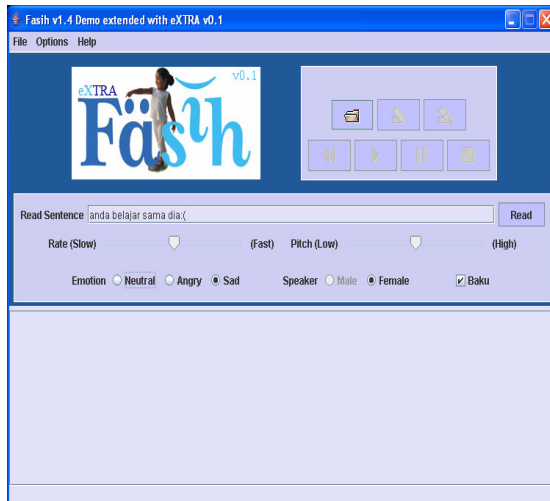 Fasih v1.4 Demo extended with eXTRA v0.1
File Options Help
eXTRA v0.1
Fäsih
Read Sentence anda belajar sama dia:( Read
Rate (Slow) (Fast) Pitch (Low) (High)
Emotion Neutral Angry Sad Speaker Male Female Baku